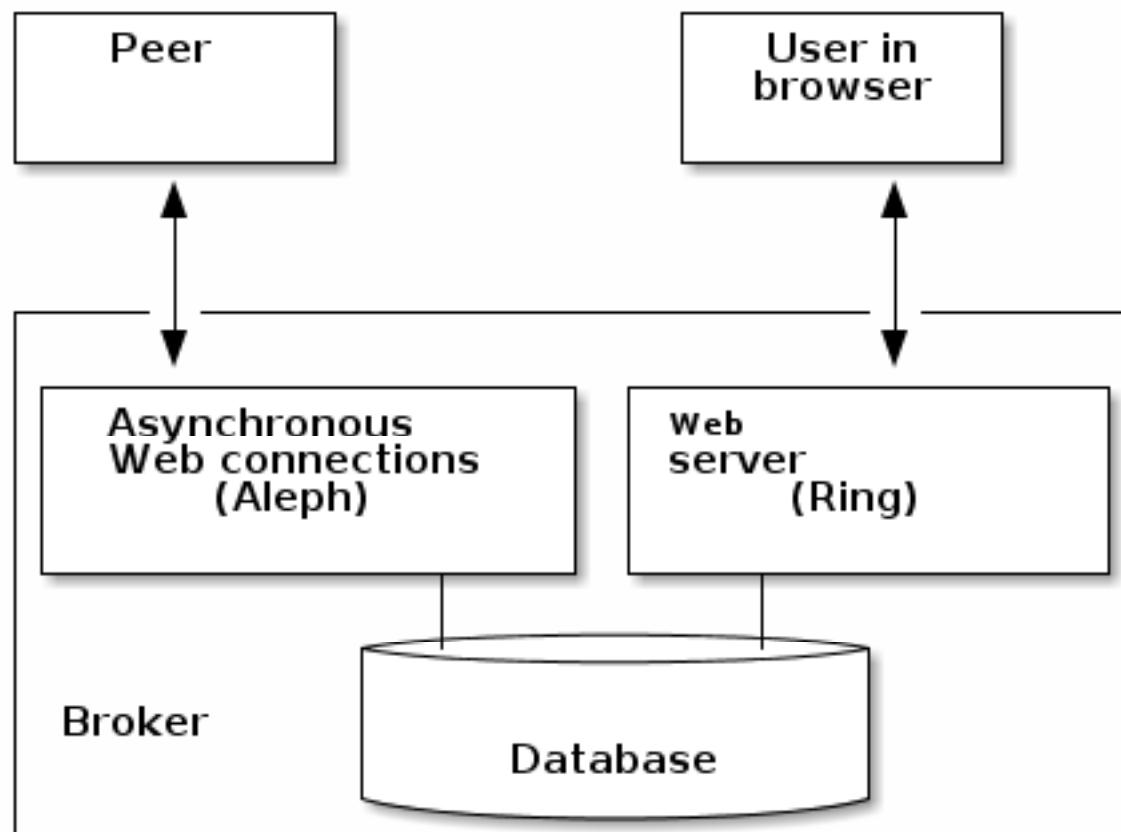 Peer
User in
browser
Asynchronous
Web connections
(Aleph)
Web
server
(Ring)
Broker
Database